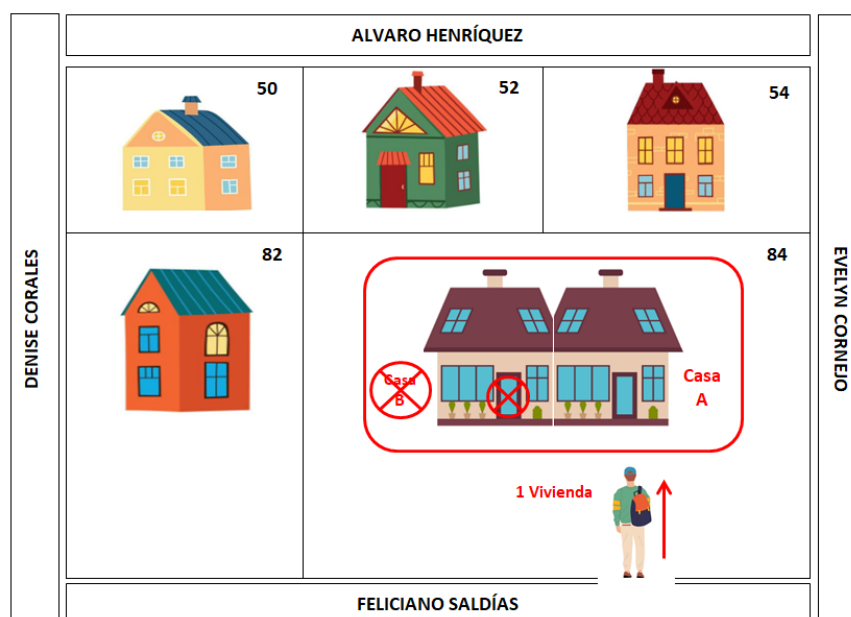 ALVARO HENRÍQUEZ
DENISE CORALES
EVELYN CORNEJO
50
52
54
82
84
Casa
B
Casa
A
1 Vivienda
FELICIANO SALDÍAS